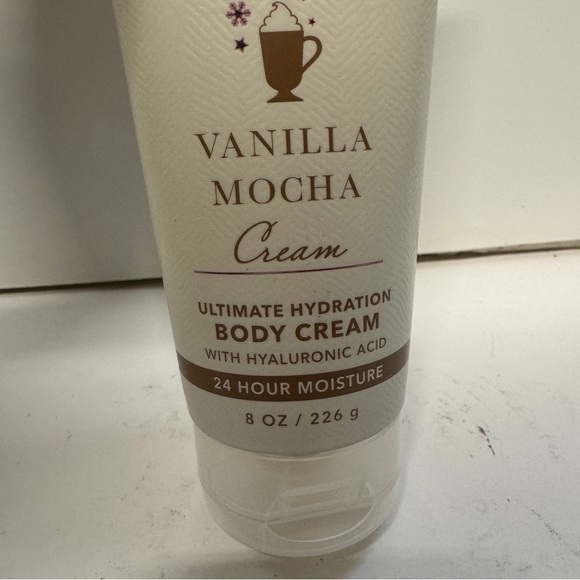 VANILLA
MOCHA
Cream
ULTIMATE HYDRATION
BODY CREAM
WITH HYALURONIC ACID
24 HOUR MOISTURE
8 OZ / 226 g